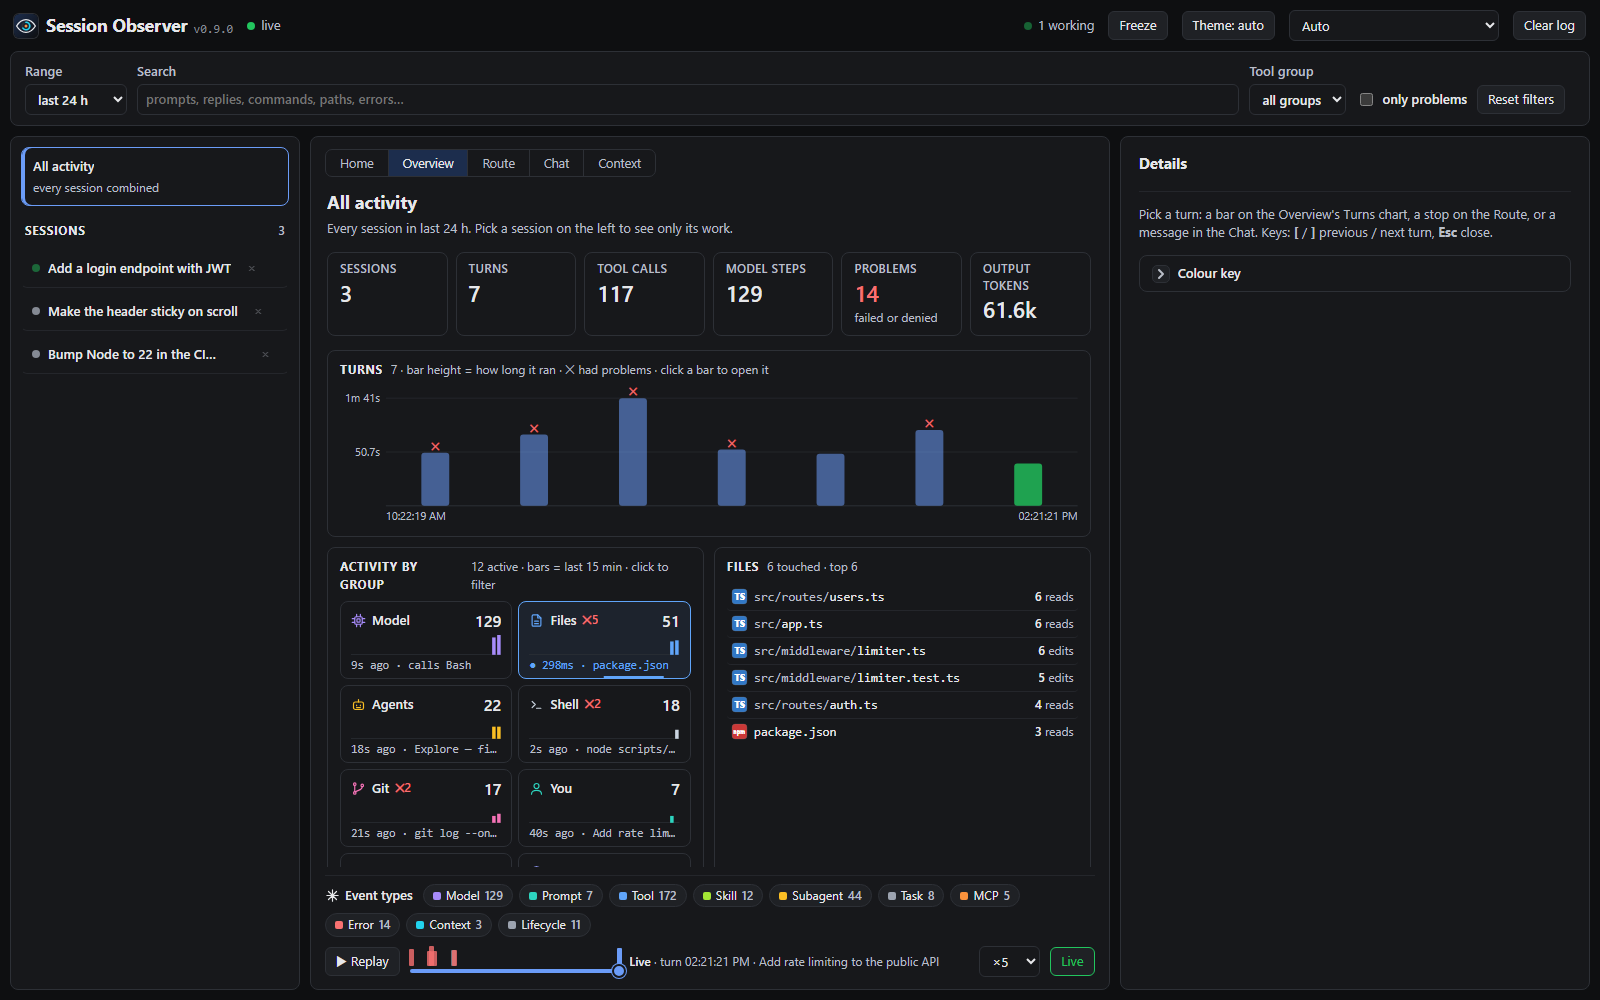 Session Observer v0.9.0 live
1 working Freeze Theme: auto Auto Clear log
Range Search Tool group
last 24 h prompts, replies, commands, paths, errors... all groups only problems Reset filters
All activity
every session combined
SESSIONS 3
Add a login endpoint with JWT ×
Make the header sticky on scroll ×
Bump Node to 22 in the CI... ×
Home Overview Route Chat Context
All activity
Every session in last 24 h. Pick a session on the left to see only its work.
SESSIONS
3
TURNS
7
TOOL CALLS
117
MODEL STEPS
129
PROBLEMS
14
failed or denied
OUTPUT
TOKENS
61.6k
TURNS 7 · bar height = how long it ran · ✕ had problems · click a bar to open it
1m 41s
50.7s
10:22:19 AM 02:21:21 PM
ACTIVITY BY
GROUP
12 active · bars = last 15 min · click to
filter
Model 129
9s ago · calls Bash
Files ✕5 51
298ms · package.json
Agents 22
18s ago · Explore — fi…
Shell ✕2 18
2s ago · node scripts/…
Git ✕2 17
21s ago · git log --on…
You 7
40s ago · Add rate lim…
FILES 6 touched · top 6
TS src/routes/users.ts 6 reads
TS src/app.ts 6 reads
TS src/middleware/limiter.ts 6 edits
TS src/middleware/limiter.test.ts 5 edits
TS src/routes/auth.ts 4 reads
npm package.json 3 reads
Event types Model 129 Prompt 7 Tool 172 Skill 12 Subagent 44 Task 8 MCP 5
Error 14 Context 3 Lifecycle 11
Replay Live · turn 02:21:21 PM · Add rate limiting to the public API ×5 Live
Details
Pick a turn: a bar on the Overview's Turns chart, a stop on the Route, or a
message in the Chat. Keys: [ / ] previous / next turn, Esc close.
Colour key